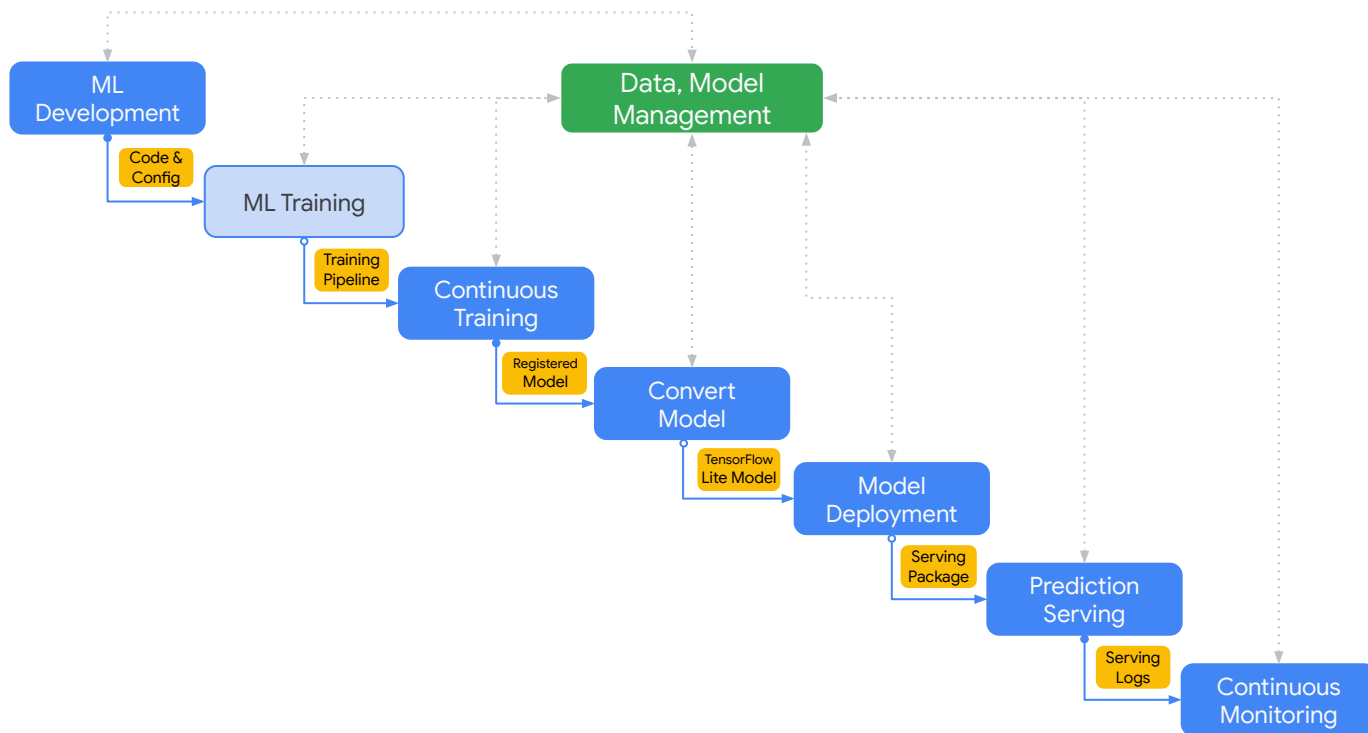 ML
Development
Data, Model
Management
Code &
Config
ML Training
Training
Pipeline
Continuous
Training
Registered
Model
Convert
Model
TensorFlow
Lite Model
Model
Deployment
Serving
Package
Prediction
Serving
Serving
Logs
Continuous
Monitoring